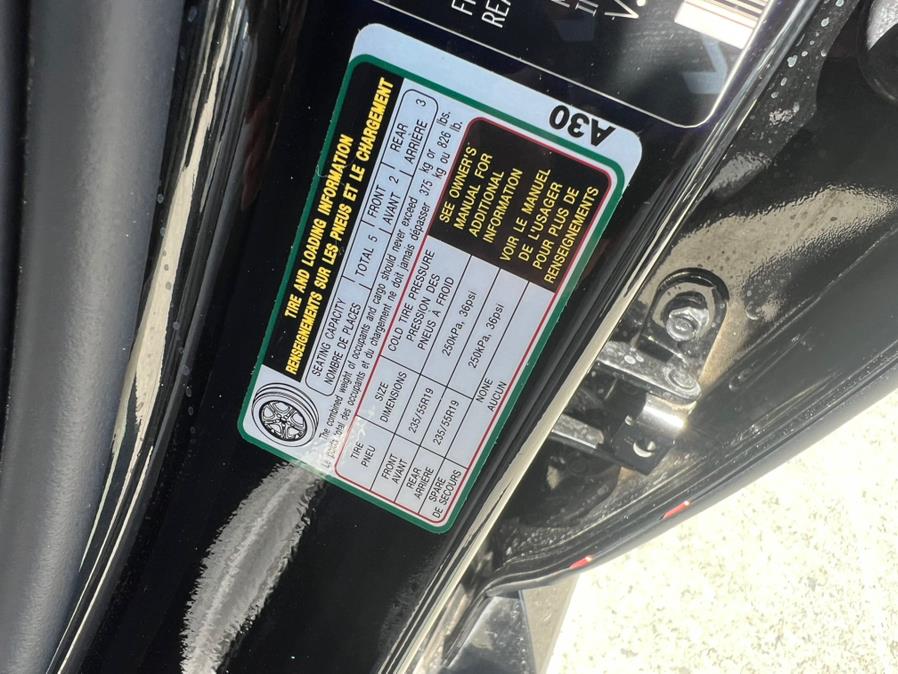 TIRE AND LOADING INFORMATION
RENSEIGNEMENTS SUR LES PNEUS ET LE CHARGEMENT
SEATING CAPACITY
NOMBRE DE PLACES
TOTAL 5
FRONT
AVANT 2
REAR
ARRIÈRE 3
The combined weight of occupants and cargo should never exceed 375 kg or 826 lbs.
Le poids total des occupants et du chargement ne doit jamais dépasser 375 kg ou 826 lb.
TIRE
PNEU
SIZE
DIMENSIONS
COLD TIRE PRESSURE
PRESSION DES
PNEUS A FROID
FRONT
AVANT
235/55R19
250kPa, 36psi
REAR
ARRIÈRE
235/55R19
250kPa, 36psi
SPARE
DE SECOURS
NONE
AUCUN
SEE OWNER'S
MANUAL FOR
ADDITIONAL
INFORMATION
VOIR LE MANUEL
DE L'USAGER
POUR PLUS DE
RENSEIGNEMENTS
A30